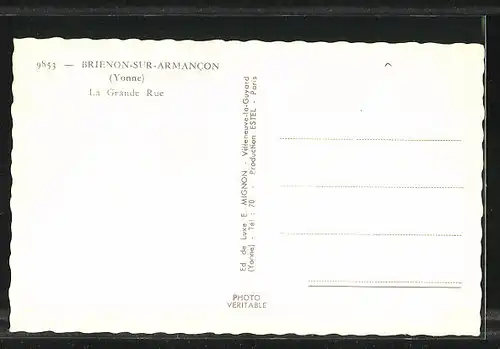 9853 — BRIENON-SUR-ARMANÇON
(Yonne)
La Grande Rue
Ed. de Luxe E. MIGNON - Villeneuve-la-Guyard
(Yonne) - Tél : 70 - Production ESTEL - Paris
PHOTO
VERITABLE